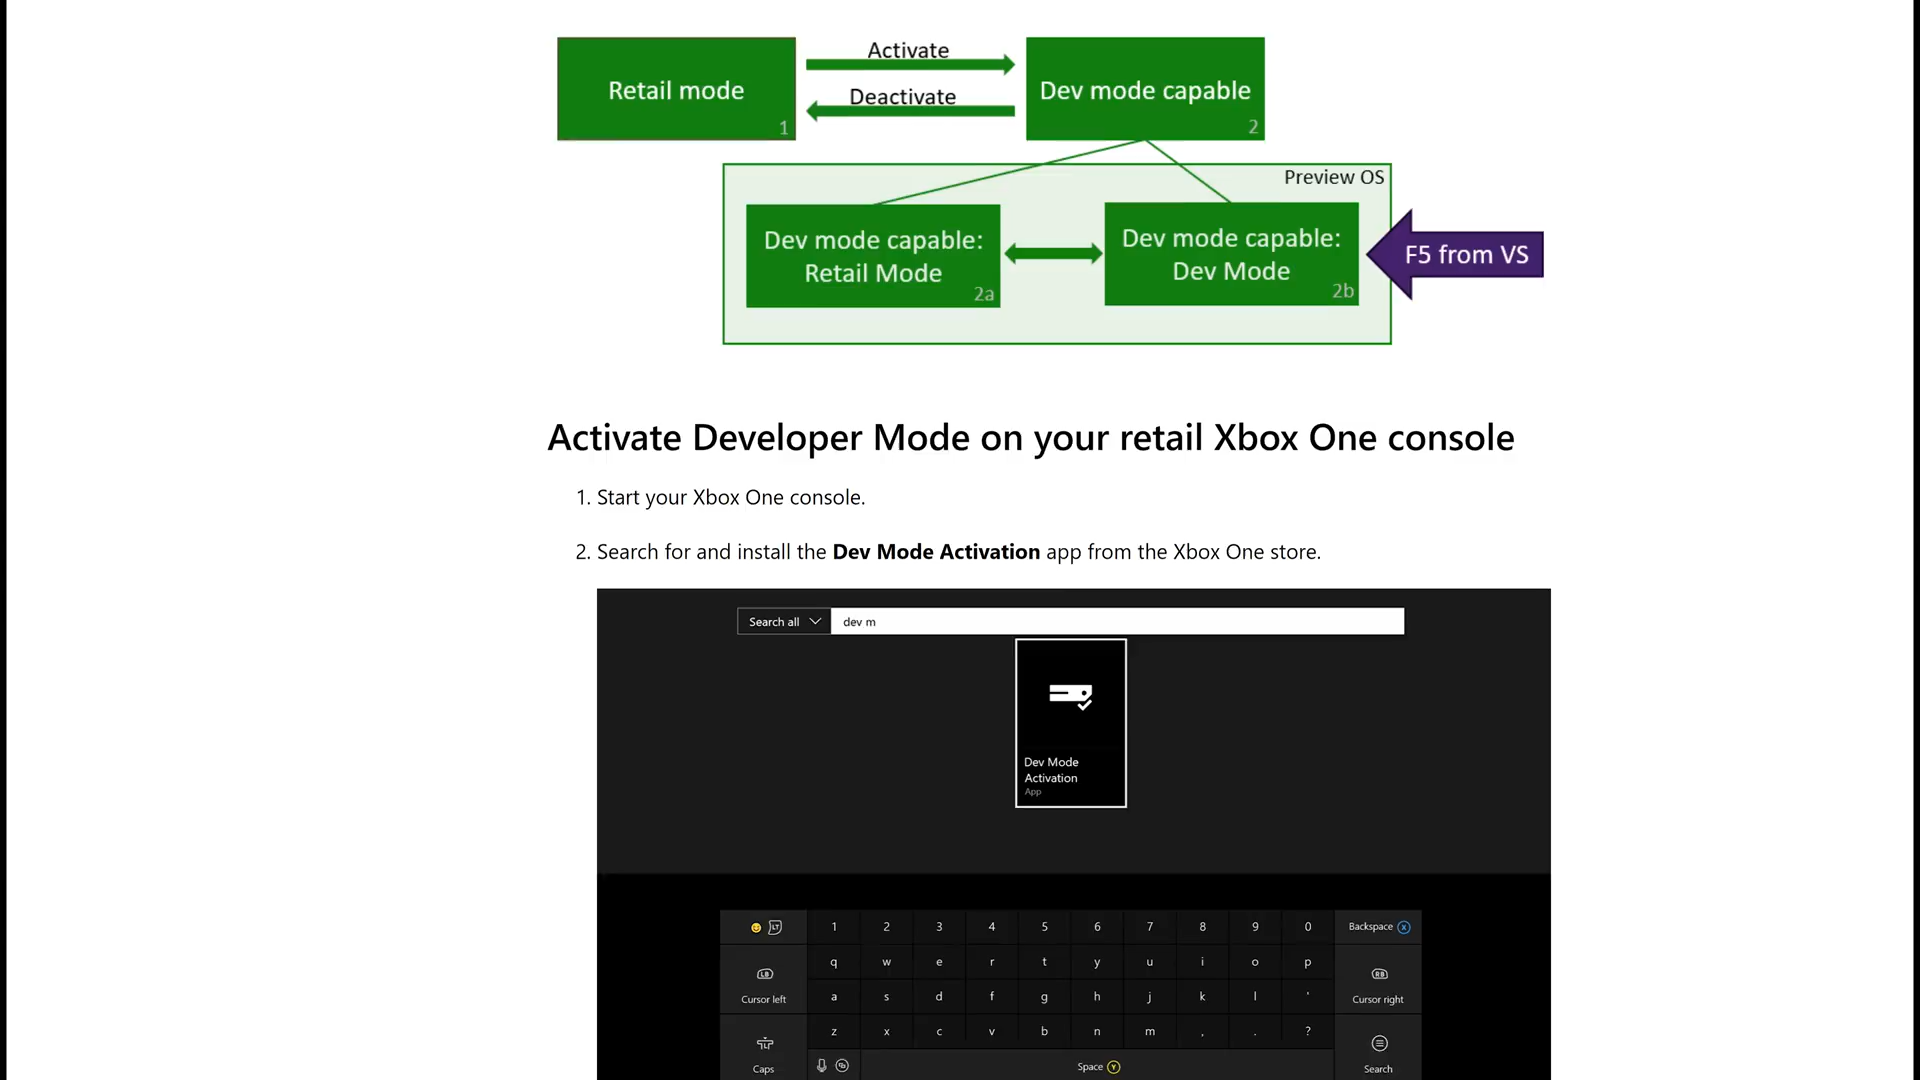 Retail mode
1
Activate
Deactivate
Dev mode capable
2
Preview OS
Dev mode capable:
Retail Mode
2a
Dev mode capable:
Dev Mode
2b
F5 from VS
Activate Developer Mode on your retail Xbox One console
1. Start your Xbox One console.
2. Search for and install the Dev Mode Activation app from the Xbox One store.
Search all dev m
Dev Mode
Activation
App
LT 1 2 3 4 5 6 7 8 9 0 Backspace X
q w e r t y u i o p
LB RB
Cursor left a s d f g h j k l ' Cursor right
z x c v b n m , . ?
LT
Caps Space Y Search